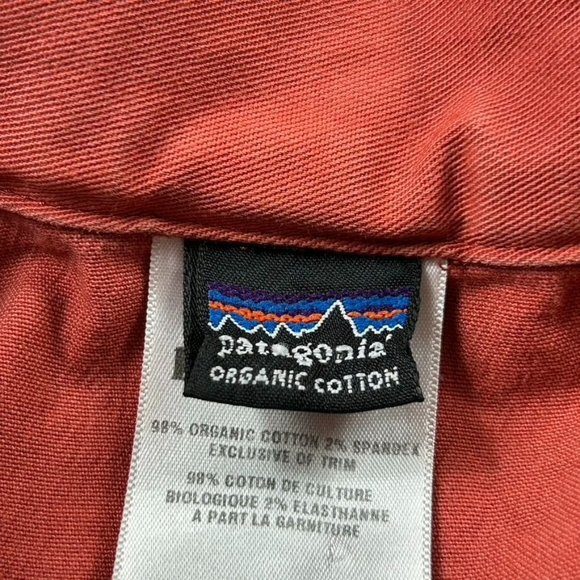 patagonia®
ORGANIC COTTON
98% ORGANIC COTTON 2% SPANDEX
EXCLUSIVE OF TRIM
98% COTON DE CULTURE
BIOLOGIQUE 2% ELASTHANNE
A PART LA GARNITURE